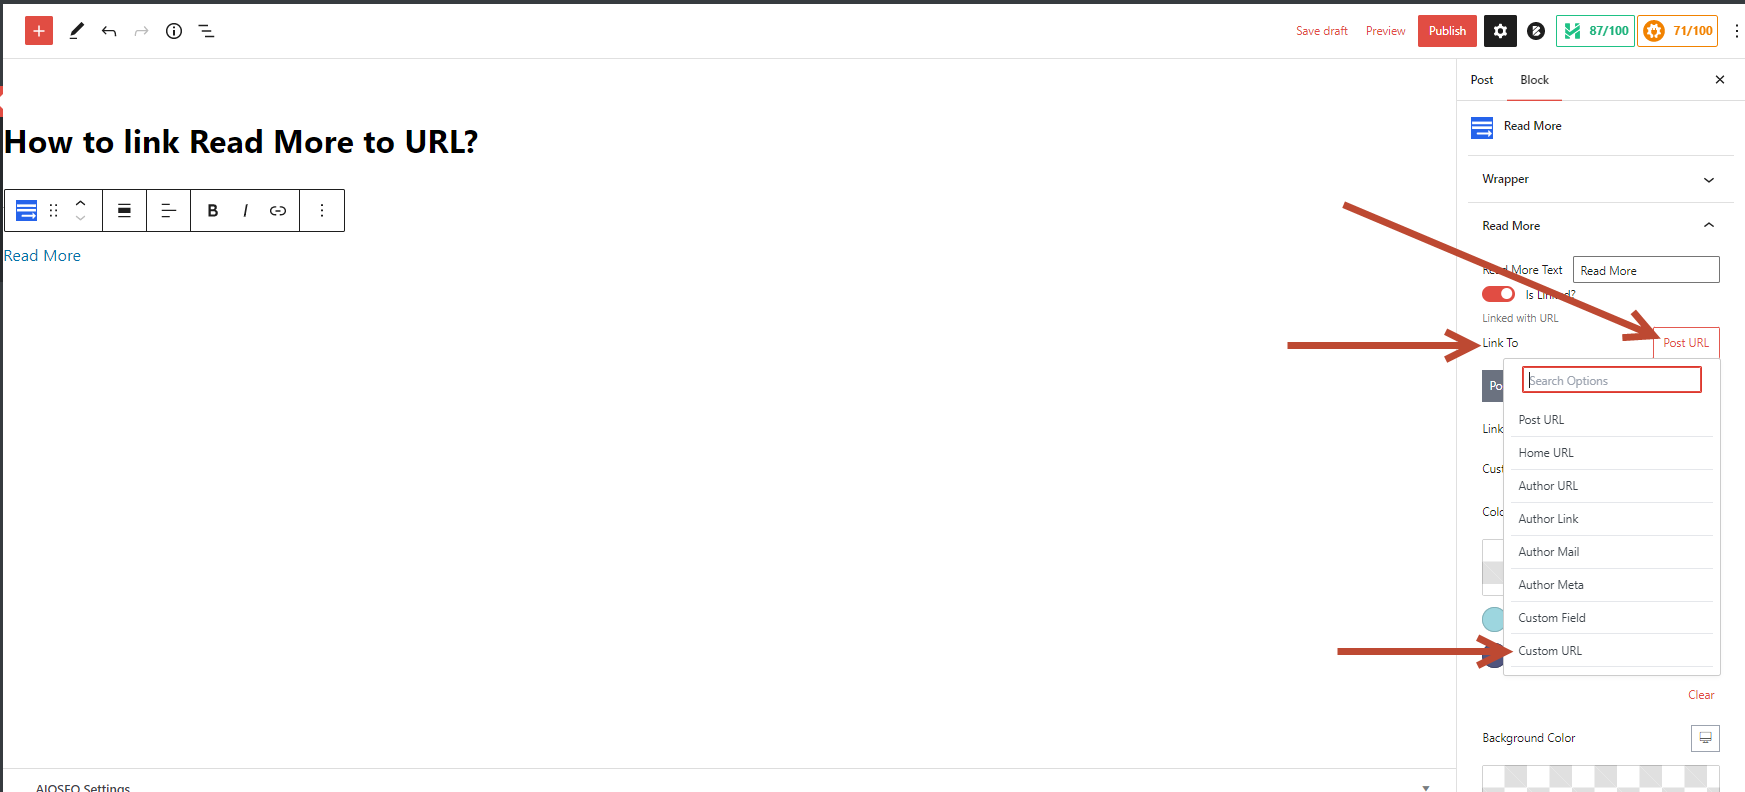 Save draft
Preview
Publish
87/100
71/100
Post
Block
How to link Read More to URL?
Read More
Wrapper
B I
Read More
Read More
Read More Text
Read More
Is Linked?
Linked with URL
Link To
Post URL
Po
Search Options
Post URL
Link
Home URL
Cust
Author URL
Colo
Author Link
Author Mail
Author Meta
Custom Field
Custom URL
Clear
Background Color
AIOSEO Settings